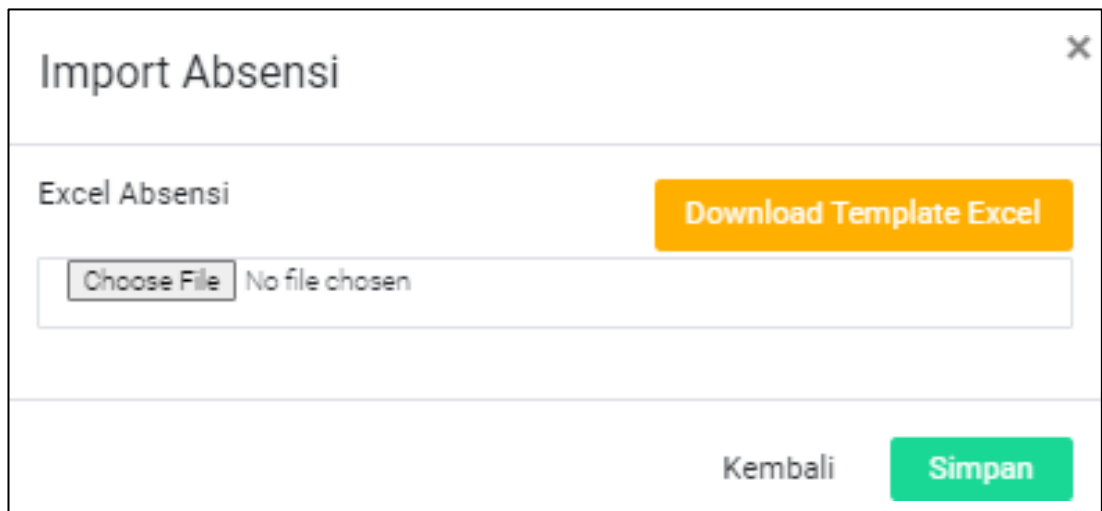 Import Absensi
×
Excel Absensi
Download Template Excel
Choose File No file chosen
Kembali
Simpan